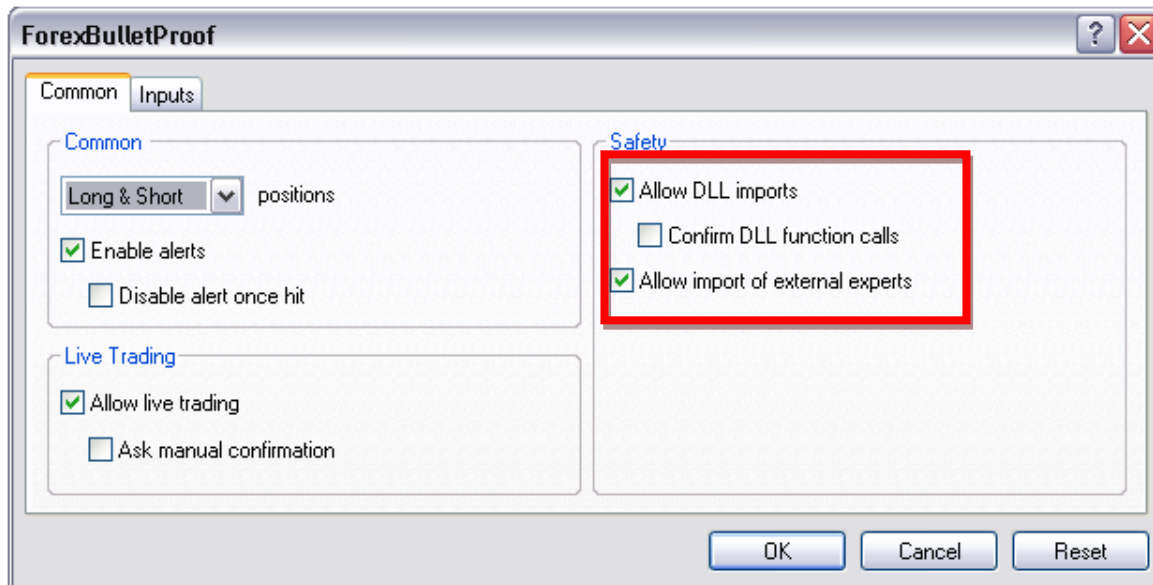 ForexBulletProof
Common
Inputs
Common
Long & Short
positions
Enable alerts
Disable alert once hit
Live Trading
Allow live trading
Ask manual confirmation
Safety
Allow DLL imports
Confirm DLL function calls
Allow import of external experts
OK
Cancel
Reset